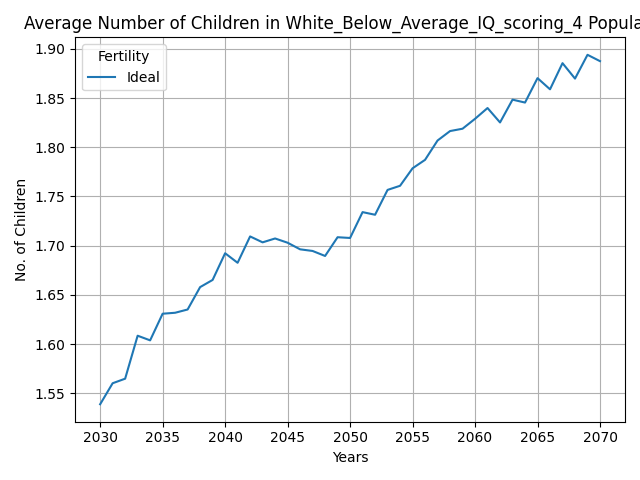 Average Number of Children in White_Below_Average_IQ_scoring_4 Popula
Fertility
Ideal
1.90
1.85
1.80
1.75
1.70
1.65
1.60
1.55
No. of Children
2030 2035 2040 2045 2050 2055 2060 2065 2070
Years